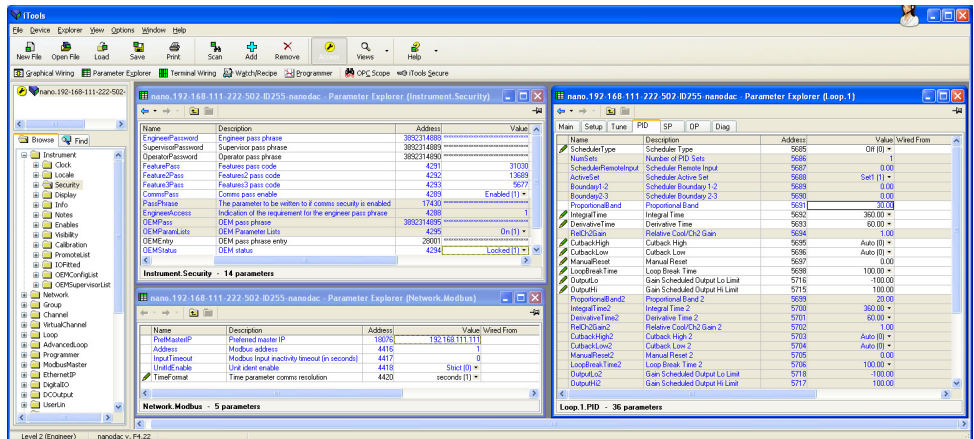 iTools
File Device Explorer View Options Window Help
New File Open File Load Save Print Scan Add Remove Access Views Help
Graphical Wiring Parameter Explorer Terminal Wiring Watch/Recipe Programmer OPC Scope iTools Secure
nano.192-168-111-222-502-
Browse Find
Instrument
Clock
Locale
Security
Display
Info
Notes
Enables
Visibility
Calibration
PromoteList
IOFitted
OEMConfigList
OEMSupervisorList
Network
Group
Channel
VirtualChannel
Loop
AdvancedLoop
Programmer
ModbusMaster
EthernetIP
DigitalIO
DCOutput
UserLin
nano.192-168-111-222-502-ID255-nanodac - Parameter Explorer (Instrument.Security)
Name Description Address Value
EngineerPassword Engineer pass phrase 3892314888
SupervisorPassword Supervisor pass phrase 3892314889
OperatorPassword Operator pass phrase 3892314890
FeaturePass Features pass code 4291 31030
Feature2Pass Features2 pass code 4292 13689
Feature3Pass Features3 pass code 4293 5677
CommsPass Comms pass enable 4289 Enabled (1)
PassPhrase The parameter to be written to if comms security is enabled 17430
EngineerAccess Indication of the requirement for the engineer pass phrase 4288 1
OEMPass OEM pass phrase 3892314895
OEMParamLists OEM Parameter Lists 4295 On (1)
OEMEntry OEM pass phrase entry 28001
OEMStatus OEM status 4294 Locked (1)
Instrument.Security - 14 parameters
nano.192-168-111-222-502-ID255-nanodac - Parameter Explorer (Network.Modbus)
Name Description Address Value Wired From
PrefMasterIP Preferred master IP 18076 192.168.111.111
Address Modbus address 4416 1
InputTimeout Modbus Input inactivity timeout (in seconds) 4417 0
UnitIdEnable Unit ident enable 4418 Strict (0)
TimeFormat Time parameter comms resolution 4420 seconds (1)
Network.Modbus - 5 parameters
nano.192-168-111-222-502-ID255-nanodac - Parameter Explorer (Loop.1)
Main Setup Tune PID SP OP Diag
Name Description Address Value Wired From
SchedulerType Scheduler Type 5685 Off (0)
NumSets Number of PID Sets 5686 1
SchedulerRemoteInput Scheduler Remote Input 5687 0.00
ActiveSet Scheduler Active Set 5688 Set1 (1)
Boundary1-2 Scheduler Boundary 1-2 5689 0.00
Boundary2-3 Scheduler Boundary 2-3 5690 0.00
ProportionalBand Proportional Band 5691 30.00
IntegralTime Integral Time 5692 360.00
DerivativeTime Derivative Time 5693 60.00
RelCh2Gain Relative Cool/Ch2 Gain 5694 1.00
CutbackHigh Cutback High 5695 Auto (0)
CutbackLow Cutback Low 5696 Auto (0)
ManualReset Manual Reset 5697 0.00
LoopBreakTime Loop Break Time 5698 100.00
OutputLo Gain Scheduled Output Lo Limit 5716 -100.00
OutputHi Gain Scheduled Output Hi Limit 5715 100.00
ProportionalBand2 Proportional Band 2 5699 20.00
IntegralTime2 Integral Time 2 5700 360.00
DerivativeTime2 Derivative Time 2 5701 60.00
RelCh2Gain2 Relative Cool/Ch2 Gain 2 5702 1.00
CutbackHigh2 Cutback High 2 5703 Auto (0)
CutbackLow2 Cutback Low 2 5704 Auto (0)
ManualReset2 Manual Reset 2 5705 0.00
LoopBreakTime2 Loop Break Time 2 5706 100.00
OutputLo2 Gain Scheduled Output Lo Limit 5718 -100.00
OutputHi2 Gain Scheduled Output Hi Limit 5717 100.00
Loop.1.PID - 36 parameters
Level 2 (Engineer) nanodac v. F4.22